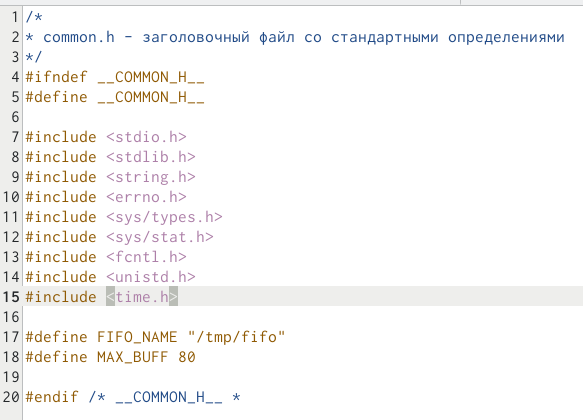 1 /*
2 * common.h – заголовочный файл со стандартными определениями
3 */
4 #ifndef __COMMON_H__
5 #define __COMMON_H__
6
7 #include <stdio.h>
8 #include <stdlib.h>
9 #include <string.h>
10 #include <errno.h>
11 #include <sys/types.h>
12 #include <sys/stat.h>
13 #include <fcntl.h>
14 #include <unistd.h>
15 #include <time.h>
16
17 #define FIFO_NAME "/tmp/fifo"
18 #define MAX_BUFF 80
19
20 #endif /* __COMMON_H__ *